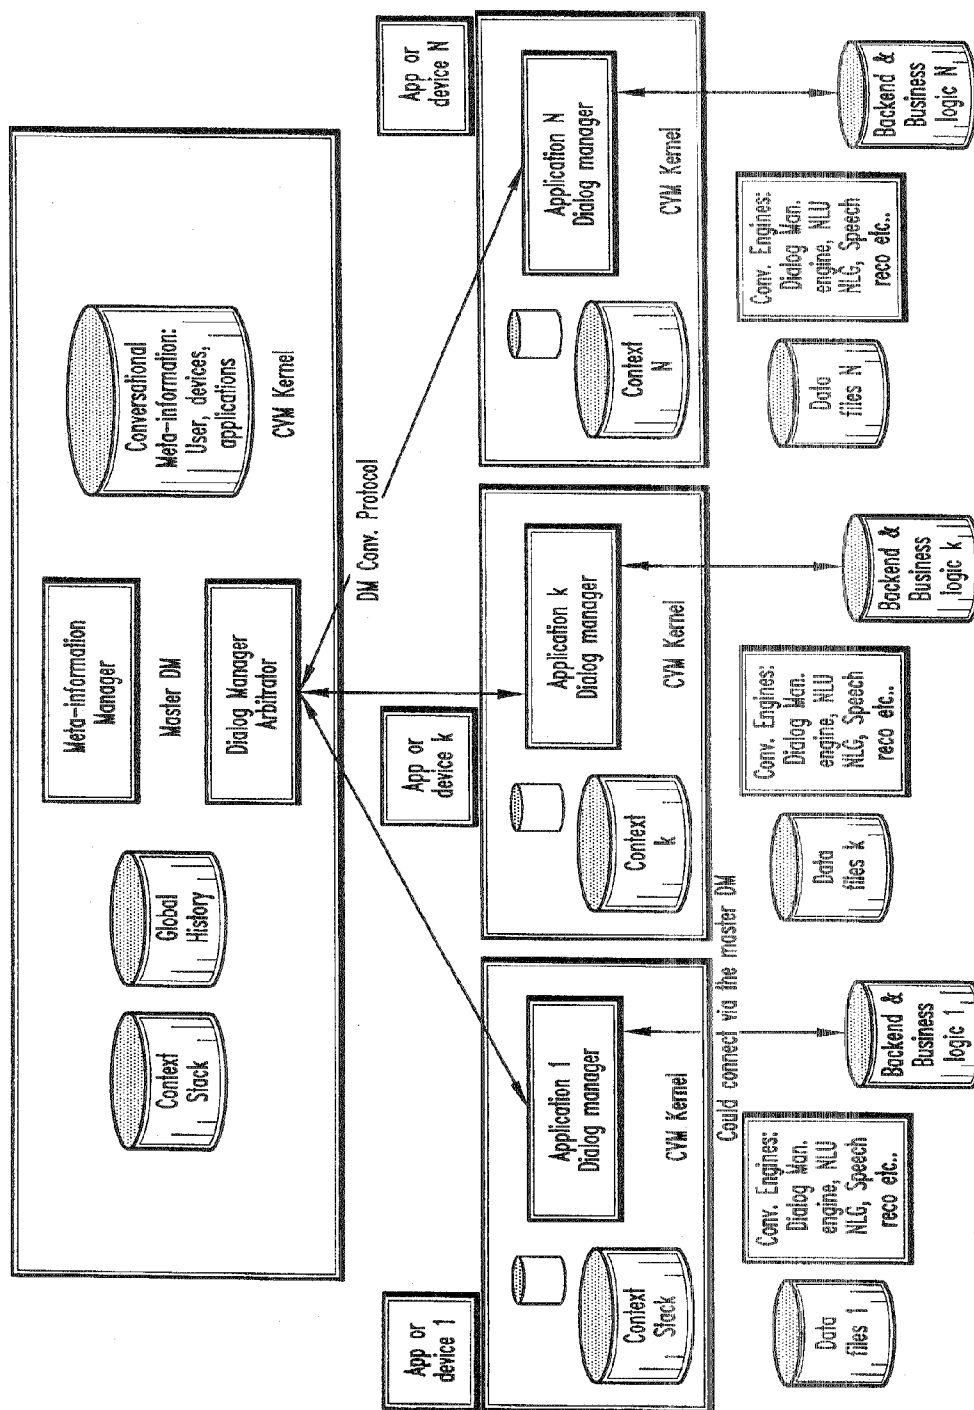 Context
Stack
Global
History
Meta-information
Manager
Master DM
Dialog Manager
Arbitrator
Conversational
Meta-information:
User, devices,
applications
CVM Kernel
DM Conv. Protocol
App or
device 1
Application 1
Dialog manager
Context
Stack
CVM Kernel
App or
device k
Application k
Dialog manager
Context
k
CVM Kernel
App or
device N
Application N
Dialog manager
Context
N
CVM Kernel
Could connect via the master DM
Data
files 1
Conv. Engines:
Dialog Man.
engine, NLU
NLG, Speech
reco etc..
Backend &
Business
logic 1,
Data
files k
Conv. Engines:
Dialog Man.
engine, NLU
NLG, Speech
reco etc..
Backend &
Business
logic k
Data
files N
Conv. Engines:
Dialog Man.
engine, NLU
NLG, Speech
reco etc..
Backend &
Business
logic N,